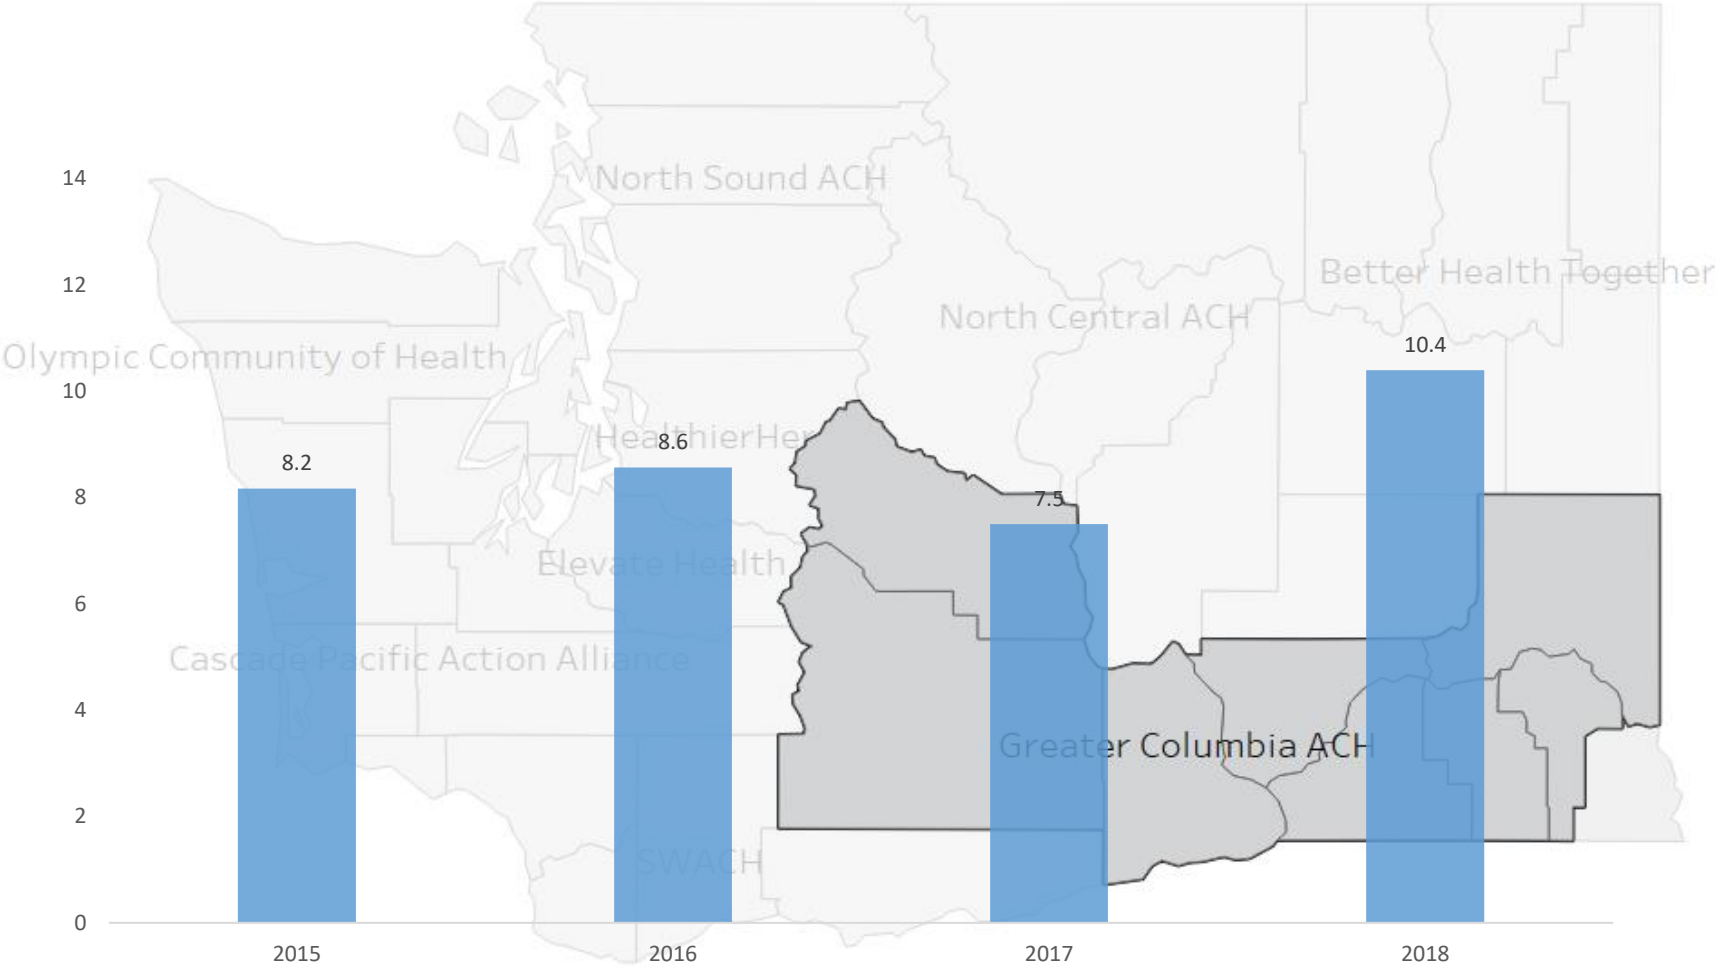 14
North Sound ACH
12
Better Health Together
North Central ACH
10.4
Olympic Community of Health
10
HealthierHer
8.6
8.2
8
7.5
6
Elevate Health
Cascade Pacific Action Alliance
4
Greater Columbia ACH
2
SWACH
0
2015 2016 2017 2018